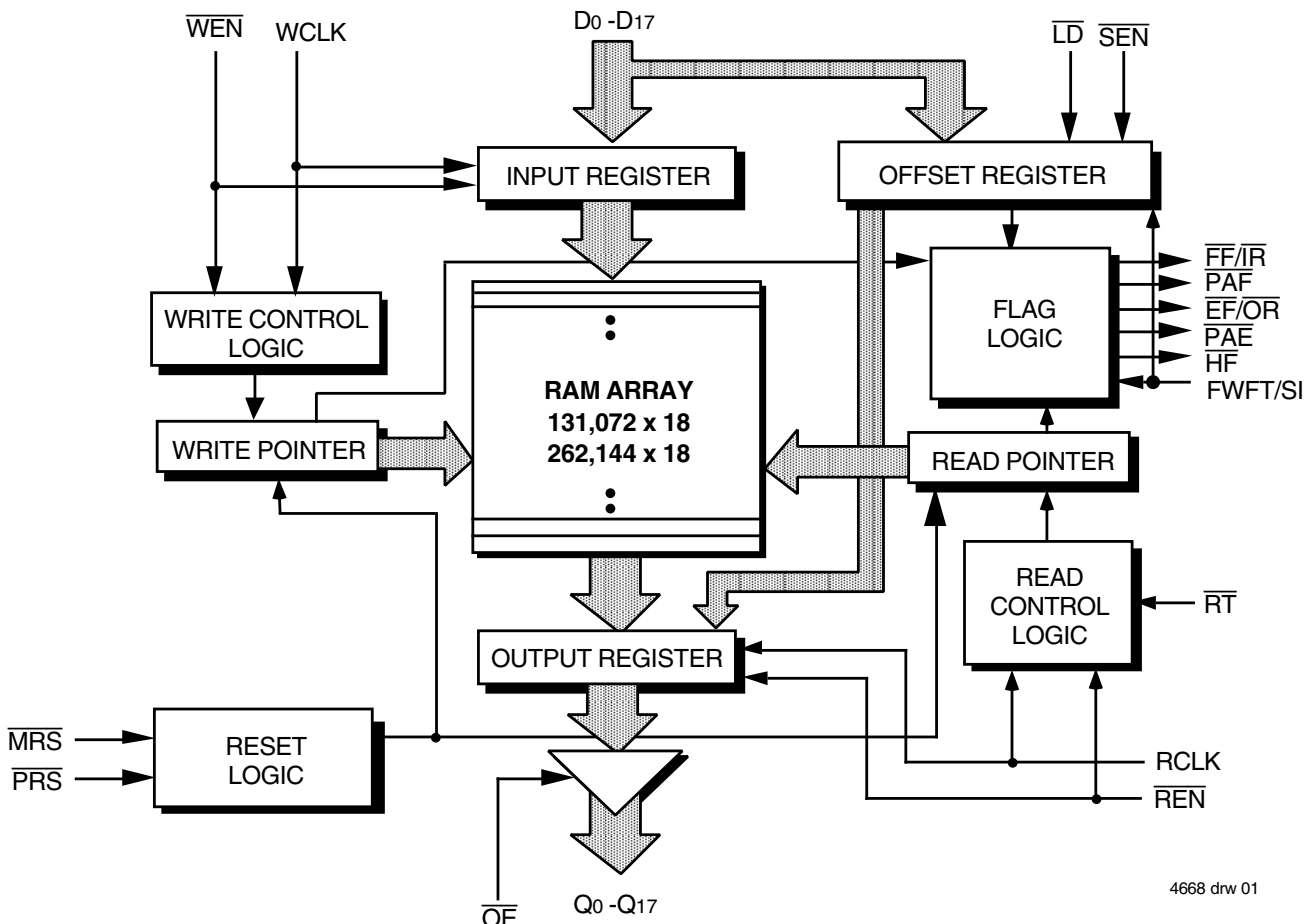 WEN WCLK D0 -D17 LD SEN
INPUT REGISTER
OFFSET REGISTER
WRITE CONTROL
LOGIC
FLAG
LOGIC
FF/IR
PAF
EF/OR
PAE
HF
FWFT/SI
RAM ARRAY
131,072 x 18
262,144 x 18
WRITE POINTER
READ POINTER
READ
CONTROL
LOGIC
RT
OUTPUT REGISTER
MRS
PRS
RESET
LOGIC
RCLK
REN
OE
Q0 -Q17
4668 drw 01